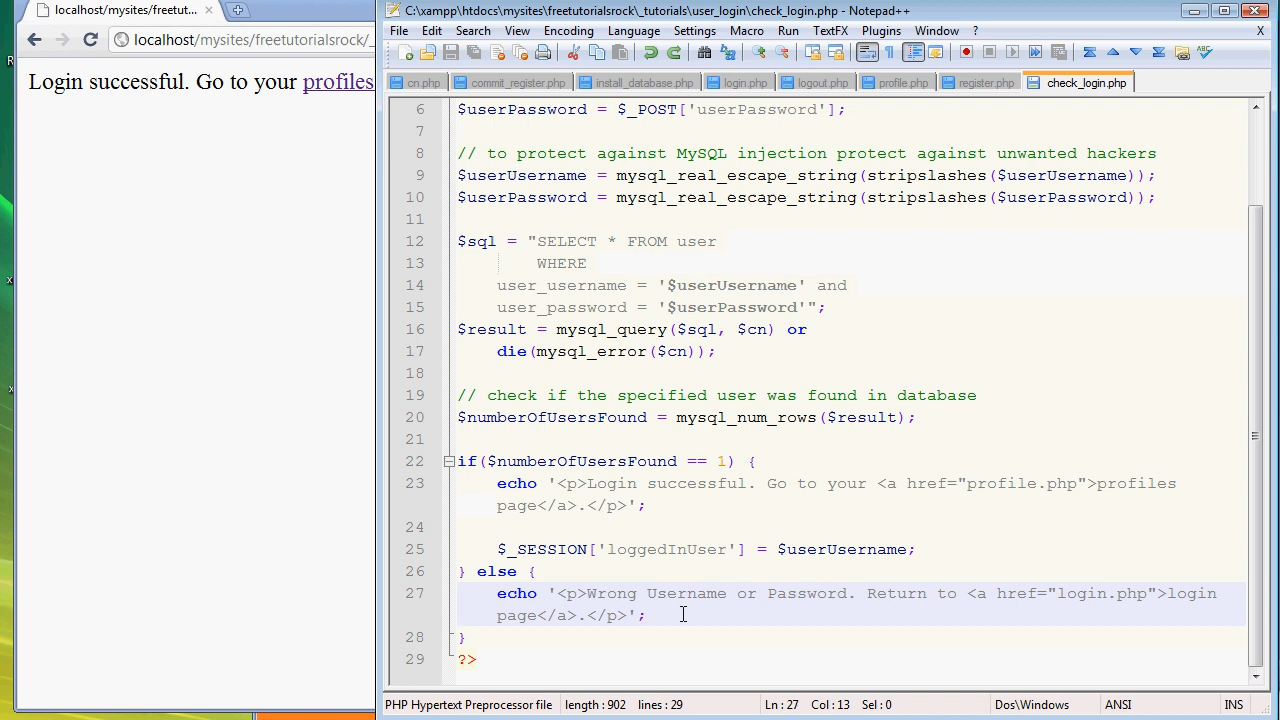 localhost/mysites/freetut...
localhost/mysites/freetutorialsrock/_
Login successful. Go to your profiles
C:\xampp\htdocs\mysites\freetutorialsrock\_tutorials\user_login\check_login.php - Notepad++
File Edit Search View Encoding Language Settings Macro Run TextFX Plugins Window ? X
cn.php commit_register.php install_database.php login.php logout.php profile.php register.php check_login.php
6 $userPassword = $_POST['userPassword'];
7
8 // to protect against MySQL injection protect against unwanted hackers
9 $userUsername = mysql_real_escape_string(stripslashes($userUsername));
10 $userPassword = mysql_real_escape_string(stripslashes($userPassword));
11
12 $sql = "SELECT * FROM user
13 WHERE
14 user_username = '$userUsername' and
15 user_password = '$userPassword'";
16 $result = mysql_query($sql, $cn) or
17 die(mysql_error($cn));
18
19 // check if the specified user was found in database
20 $numberOfUsersFound = mysql_num_rows($result);
21
22 if($numberOfUsersFound == 1) {
23 echo '<p>Login successful. Go to your <a href="profile.php">profiles
page</a>.</p>';
24
25 $_SESSION['loggedInUser'] = $userUsername;
26 } else {
27 echo '<p>Wrong Username or Password. Return to <a href="login.php">login
page</a>.</p>';
28 }
29 ?>
PHP Hypertext Preprocessor file length : 902 lines : 29 Ln : 27 Col : 13 Sel : 0 Dos\Windows ANSI INS